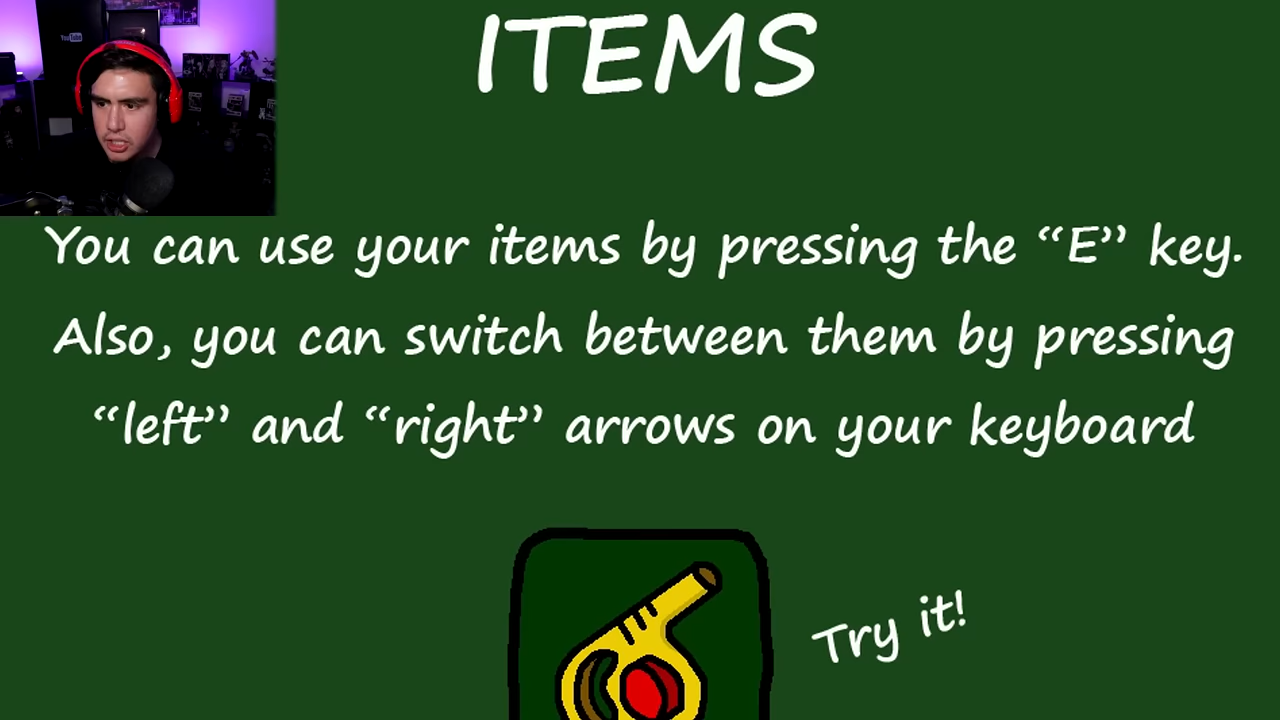 ITEMS
YouTube
You can use your items by pressing the “E” key.
Also, you can switch between them by pressing
“left” and “right” arrows on your keyboard
Try it!